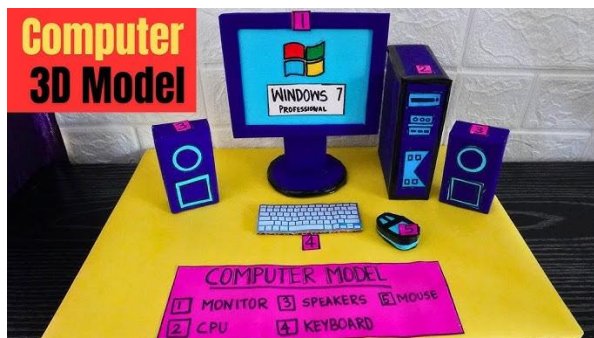 Computer
3D Model
1
WINDOWS 7
PROFESSIONAL
2
3
3
4
5
COMPUTER MODEL
1 MONITOR 3 SPEAKERS 5 MOUSE
2 CPU 4 KEYBOARD